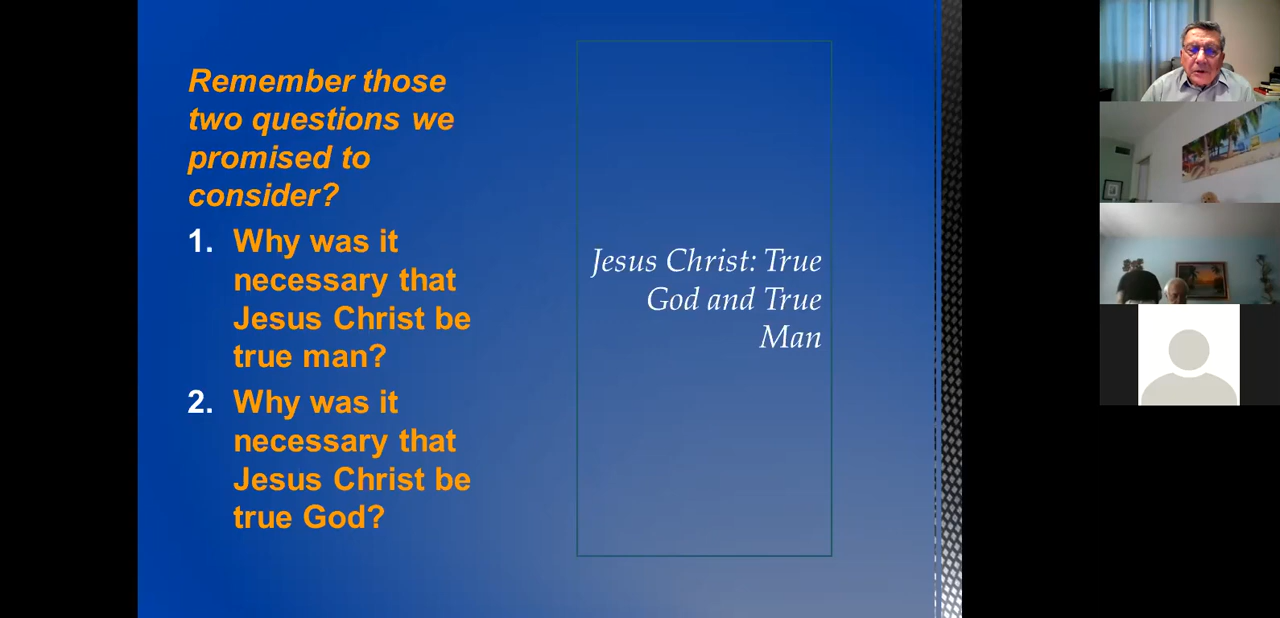 Remember those
two questions we
promised to
consider?
1. Why was it
necessary that
Jesus Christ be
true man?
2. Why was it
necessary that
Jesus Christ be
true God?
Jesus Christ: True
God and True
Man